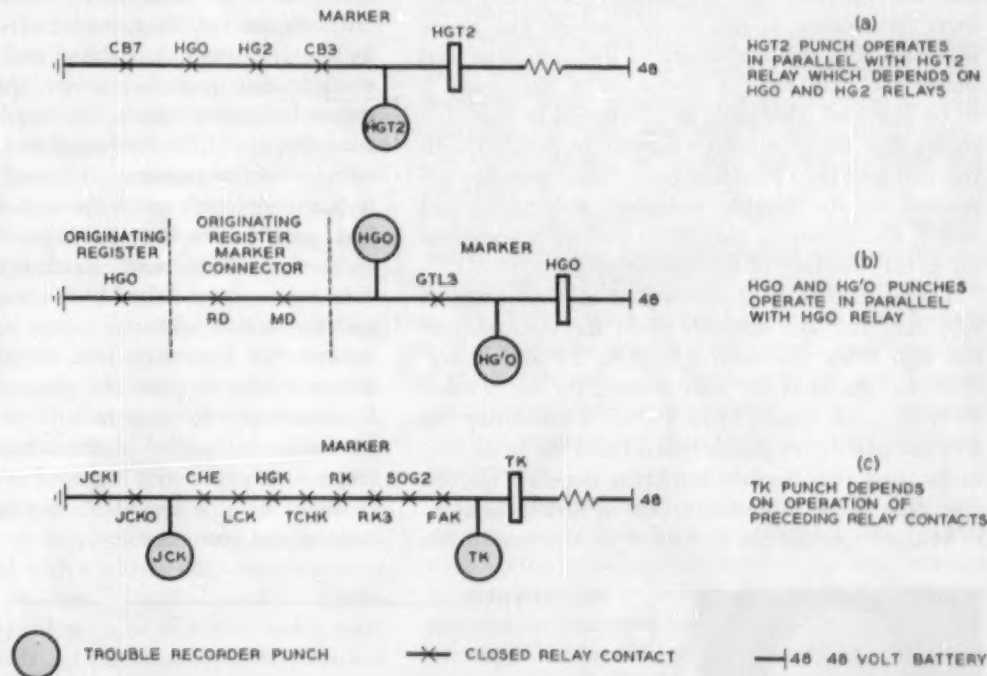 MARKER
CB7 HGO HG2 CB3
HGT2
48
HGT2
(a)
HGT2 PUNCH OPERATES
IN PARALLEL WITH HGT2
RELAY WHICH DEPENDS ON
HGO AND HG2 RELAYS
ORIGINATING
REGISTER
HGO
ORIGINATING
REGISTER
MARKER
CONNECTOR
RD MD
HGO
MARKER
GTL3
HGO
48
HG'O
(b)
HGO AND HG'O PUNCHES
OPERATE IN PARALLEL
WITH HGO RELAY
MARKER
JCKI CHE HGK RK SOG2
TK
48
JCKO LCK TCHK RK3 FAK
JCK
TK
(c)
TK PUNCH DEPENDS
ON OPERATION OF
PRECEDING RELAY CONTACTS
TROUBLE RECORDER PUNCH
CLOSED RELAY CONTACT
48 48 VOLT BATTERY